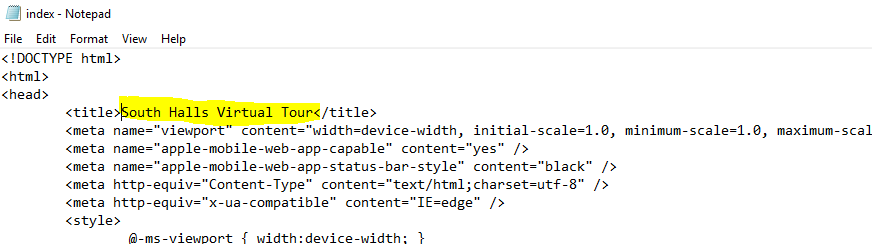 index - Notepad
File Edit Format View Help
<!DOCTYPE html>
<html>
<head>
<title>South Halls Virtual Tour</title>
<meta name="viewport" content="width=device-width, initial-scale=1.0, minimum-scale=1.0, maximum-scal
<meta name="apple-mobile-web-app-capable" content="yes" />
<meta name="apple-mobile-web-app-status-bar-style" content="black" />
<meta http-equiv="Content-Type" content="text/html;charset=utf-8" />
<meta http-equiv="x-ua-compatible" content="IE=edge" />
<style>
@-ms-viewport { width:device-width; }